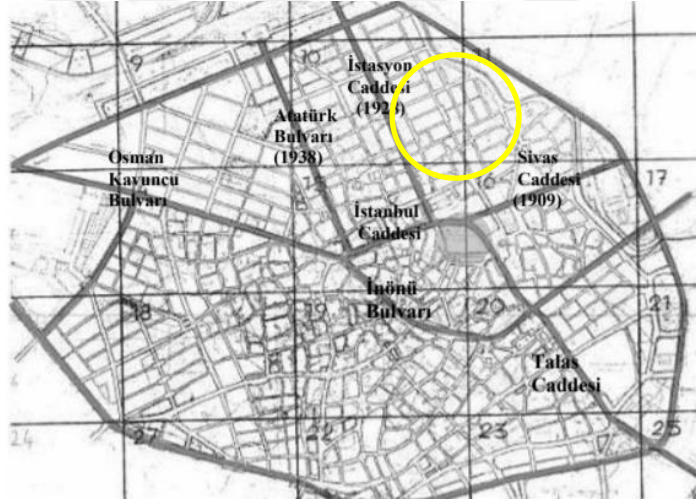 9
10
11
İstasyon
Caddesi
(1928)
Atatürk
Bulvarı
(1938)
Osman
Kavuncu
Bulvarı
15
16
Sivas
Caddesi
(1909)
17
İstanbul
Caddesi
İnönü
Bulvarı
18
19
20
21
Talas
Caddesi
24
27
22
23
25